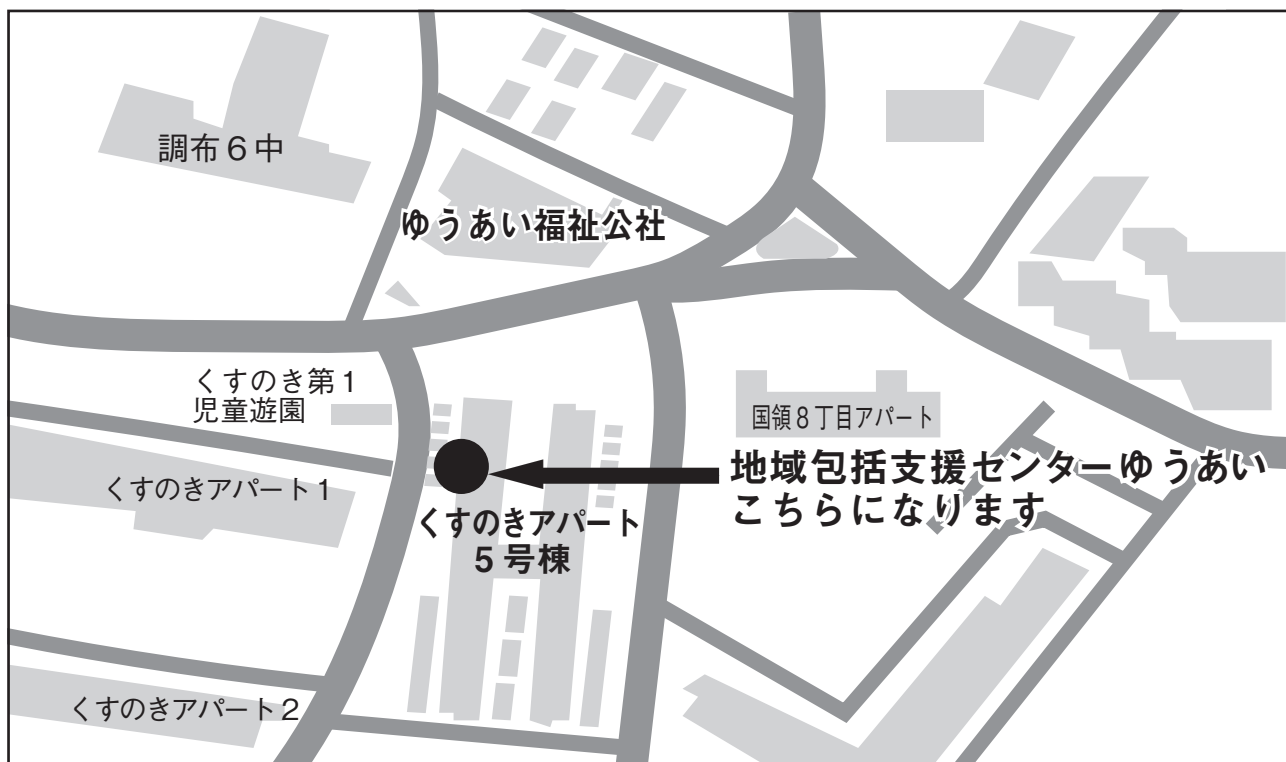 調布６中
ゆうあい福祉公社
くすのき第１
児童遊園
国領８丁目アパート
地域包括支援センターゆうあい
こちらになります
くすのきアパート１
くすのきアパート
５号棟
くすのきアパート２